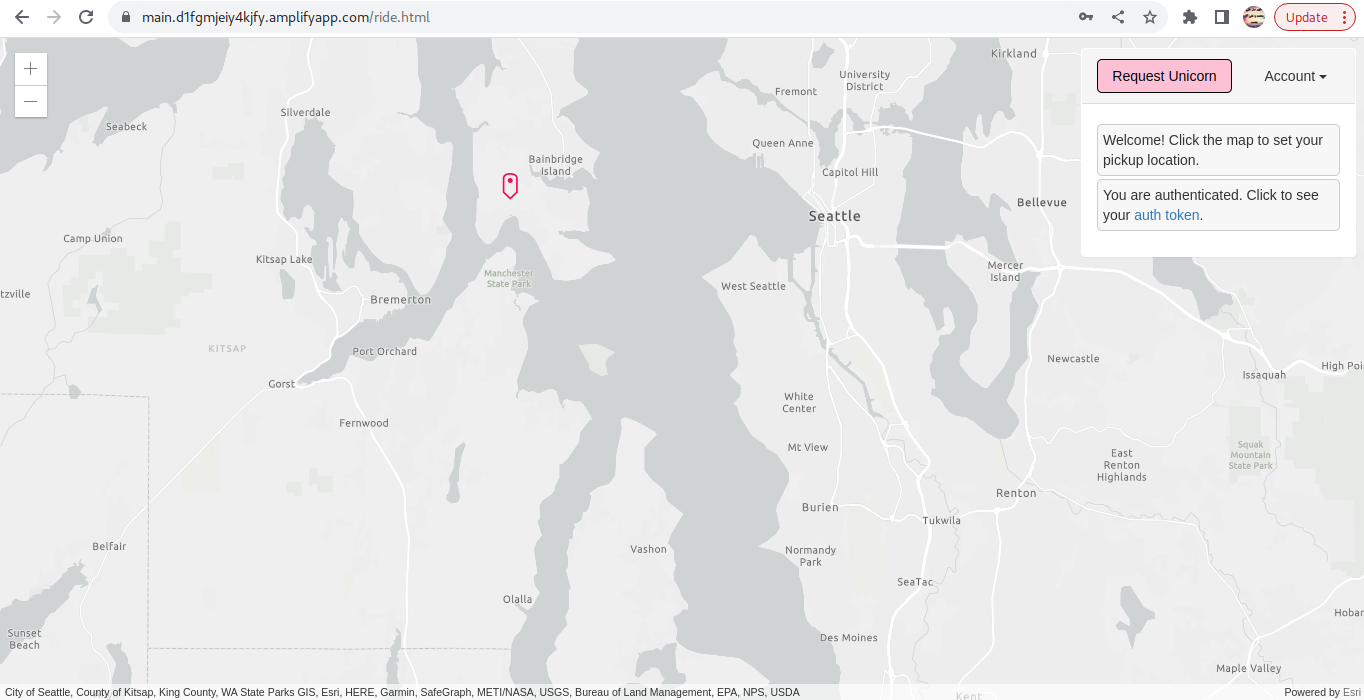 main.d1fgmjeiy4kjfy.amplifyapp.com/ride.html
Update
Kirkland
University
District
Fremont
Request Unicorn
Account
Silverdale
Seabeck
Queen Anne
Welcome! Click the map to set your
pickup location.
Bainbridge
Island
Capitol Hill
You are authenticated. Click to see
your auth token.
Bellevue
Seattle
Camp Union
Kitsap Lake
Manchester
State Park
Mercer
Island
West Seattle
tzville
Bremerton
KITSAP
Port Orchard
Newcastle
High Poi
Issaquah
Gorst
White
Center
Fernwood
Mt View
Squak
Mountain
State Park
East
Renton
Highlands
Renton
Burien
Tukwila
Belfair
Vashon
Normandy
Park
SeaTac
Olalla
Hobar
Sunset
Beach
Des Moines
Maple Valley
Kent
City of Seattle, County of Kitsap, King County, WA State Parks GIS, Esri, HERE, Garmin, SafeGraph, METI/NASA, USGS, Bureau of Land Management, EPA, NPS, USDA
Powered by Esri